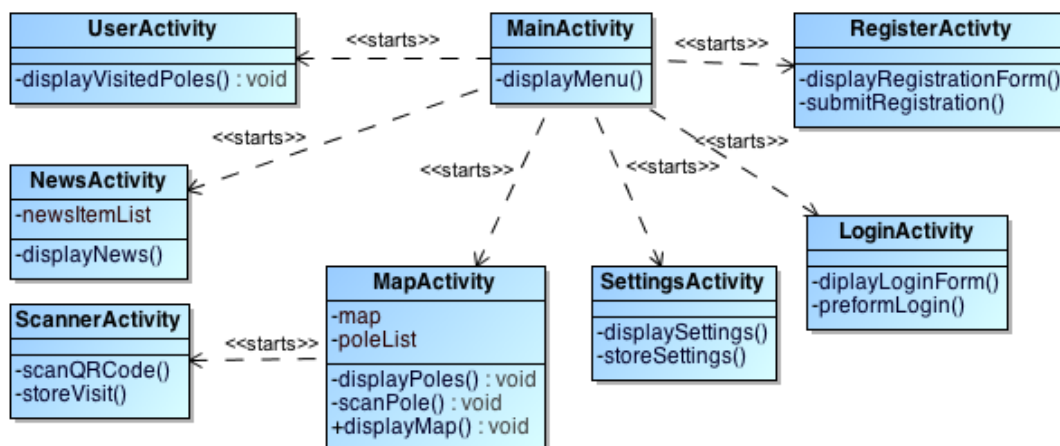 UserActivity
-displayVisitedPoles() : void
<<starts>>
MainActivity
-displayMenu()
<<starts>>
RegisterActivty
-displayRegistrationForm()
-submitRegistration()
<<starts>>
<<starts>>
<<starts>>
<<starts>>
NewsActivity
-newsItemList
-displayNews()
LoginActivity
-diplayLoginForm()
-preformLogin()
MapActivity
-map
-poleList
-displayPoles() : void
-scanPole() : void
+displayMap() : void
SettingsActivity
-displaySettings()
-storeSettings()
ScannerActivity
-scanQRCode()
-storeVisit()
<<starts>>